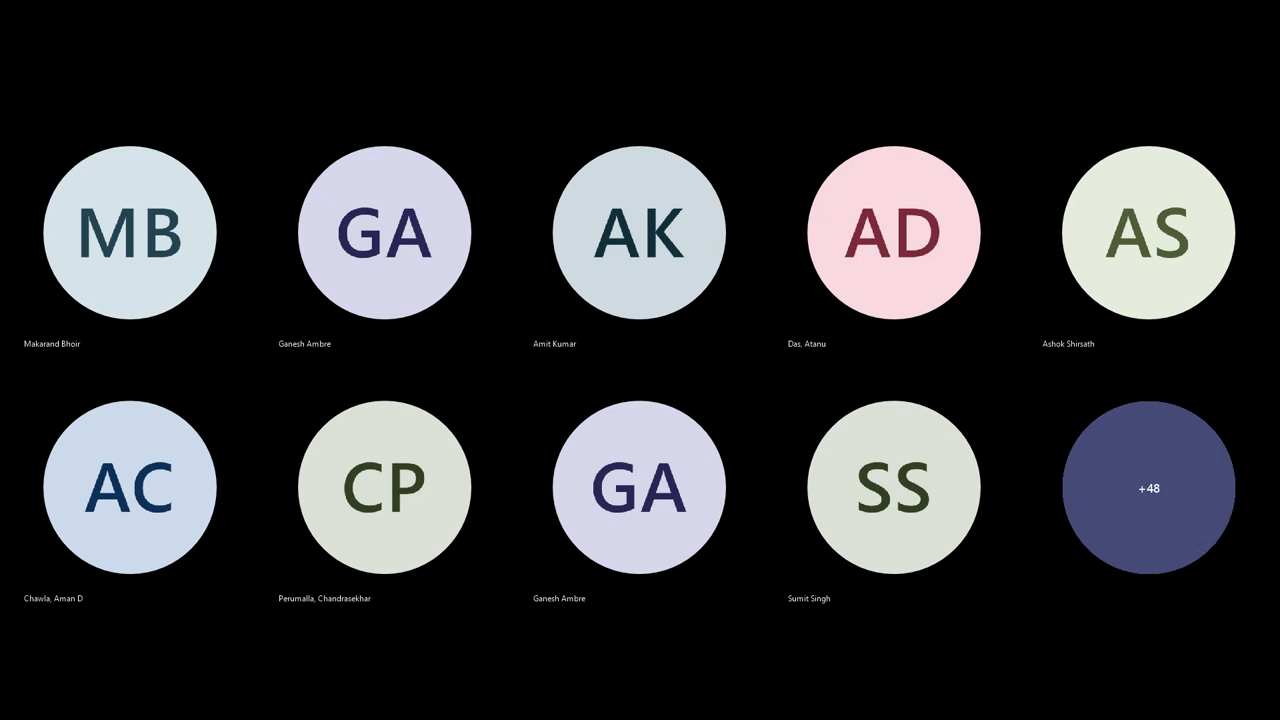 MB GA AK AD AS
Makarand Bhoir Ganesh Ambre Amit Kumar Das, Atanu Ashok Shirsath
AC CP GA SS +48
Chawla, Aman D Perumalla, Chandrasekhar Ganesh Ambre Sumit Singh